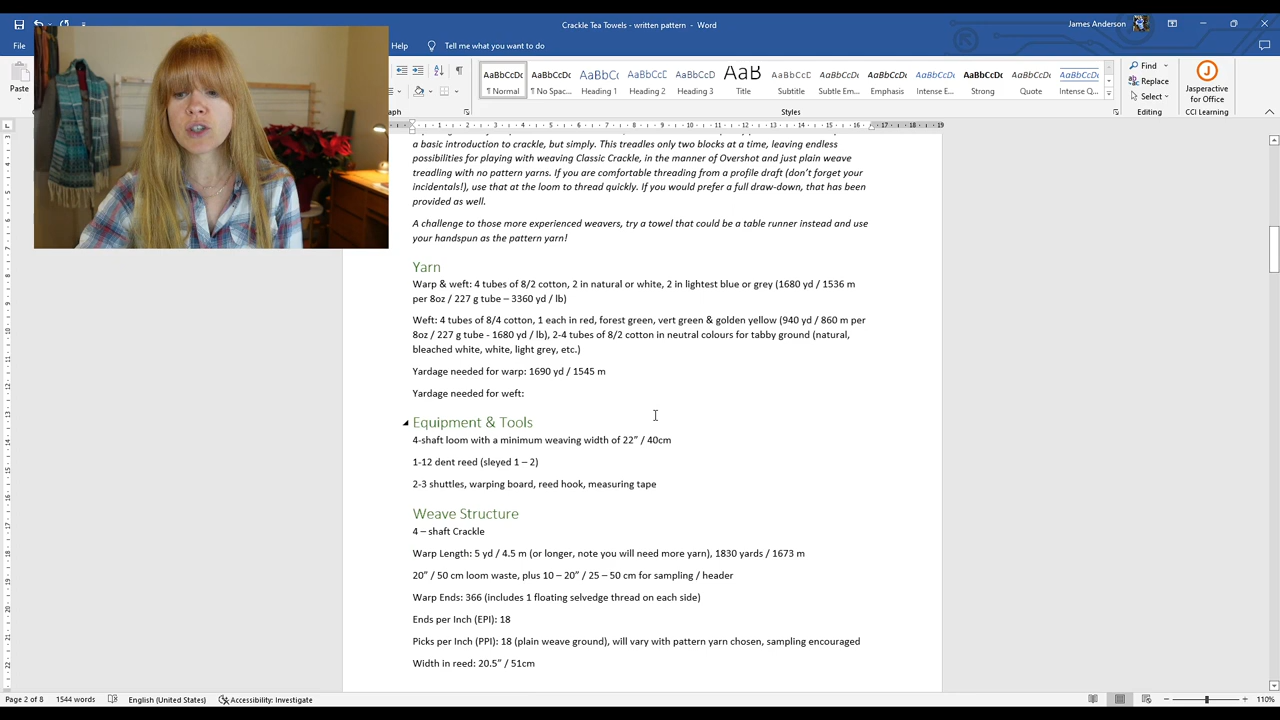 Crackle Tea Towels - written pattern - Word
James Anderson
File
Help
Tell me what you want to do
Paste
AaBbCcDc
¶ Normal
AaBbCcDc
¶ No Spac...
AaBbCc
Heading 1
AaBbCcE
Heading 2
AaBbCcD
Heading 3
AaB
Title
AaBbCcD
Subtitle
AaBbCcDc
Subtle Em...
AaBbCcDc
Emphasis
AaBbCcDc
Intense E...
AaBbCcDc
Strong
AaBbCcDc
Quote
AaBbCcDc
Intense Q...
Find
Replace
Select
Jasperactive
for Office
Styles
Editing
CCI Learning
a basic introduction to crackle, but simply. This treadles only two blocks at a time, leaving endless
possibilities for playing with weaving Classic Crackle, in the manner of Overshot and just plain weave
treadling with no pattern yarns. If you are comfortable threading from a profile draft (don't forget your
incidentals!), use that at the loom to thread quickly. If you would prefer a full draw-down, that has been
provided as well.
A challenge to those more experienced weavers, try a towel that could be a table runner instead and use
your handspun as the pattern yarn!
Yarn
Warp & weft: 4 tubes of 8/2 cotton, 2 in natural or white, 2 in lightest blue or grey (1680 yd / 1536 m
per 8oz / 227 g tube – 3360 yd / lb)
Weft: 4 tubes of 8/4 cotton, 1 each in red, forest green, vert green & golden yellow (940 yd / 860 m per
8oz / 227 g tube - 1680 yd / lb), 2-4 tubes of 8/2 cotton in neutral colours for tabby ground (natural,
bleached white, white, light grey, etc.)
Yardage needed for warp: 1690 yd / 1545 m
Yardage needed for weft:
Equipment & Tools
4-shaft loom with a minimum weaving width of 22” / 40cm
1-12 dent reed (sleyed 1 – 2)
2-3 shuttles, warping board, reed hook, measuring tape
Weave Structure
4 – shaft Crackle
Warp Length: 5 yd / 4.5 m (or longer, note you will need more yarn), 1830 yards / 1673 m
20” / 50 cm loom waste, plus 10 – 20” / 25 – 50 cm for sampling / header
Warp Ends: 366 (includes 1 floating selvedge thread on each side)
Ends per Inch (EPI): 18
Picks per Inch (PPI): 18 (plain weave ground), will vary with pattern yarn chosen, sampling encouraged
Width in reed: 20.5” / 51cm
Page 2 of 8
1544 words
English (United States)
Accessibility: Investigate
110%